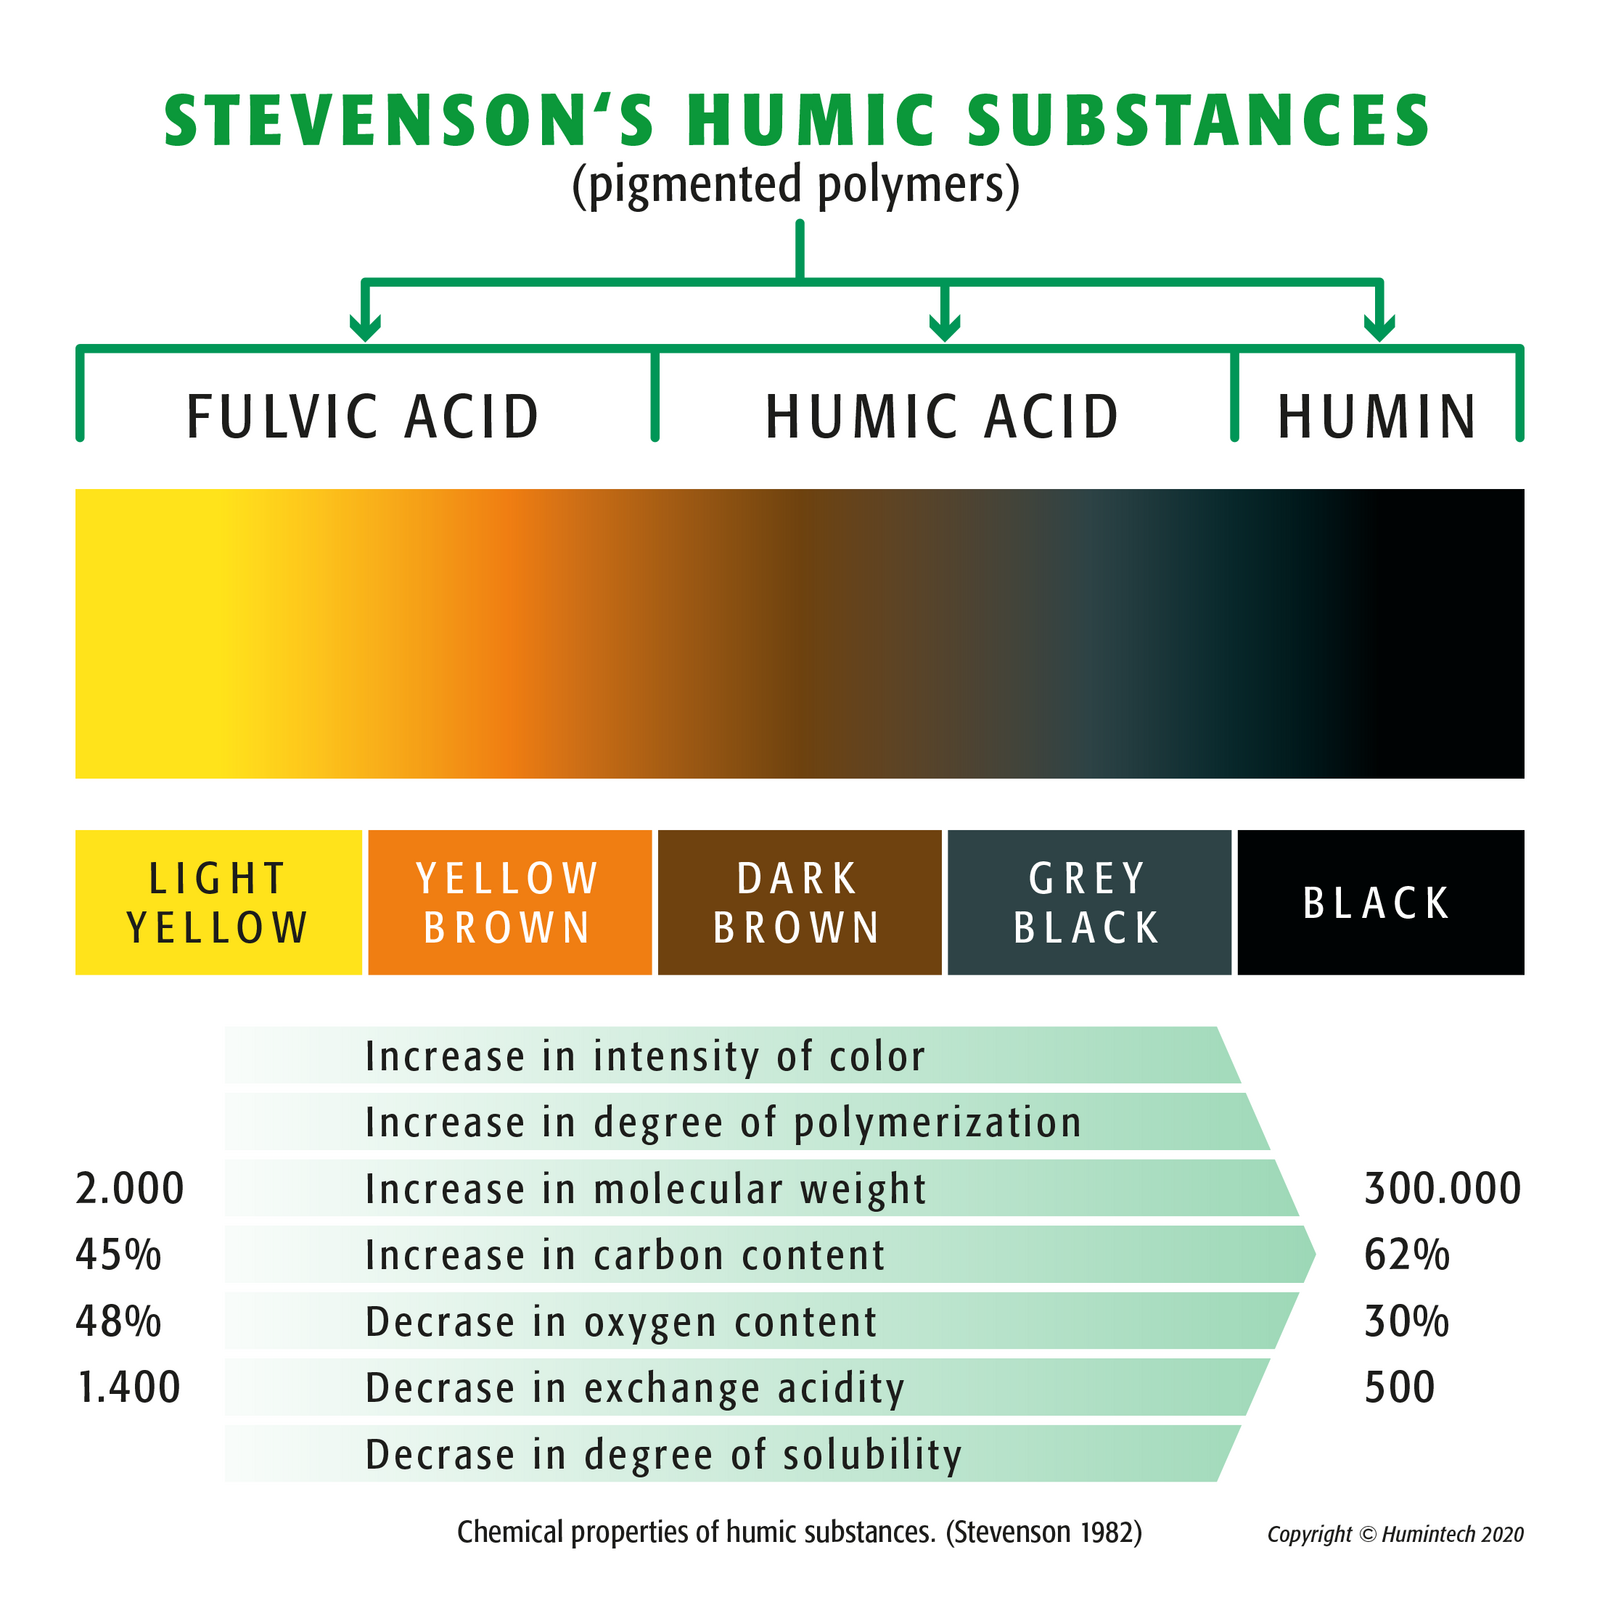 STEVENSON‘S HUMIC SUBSTANCES
(pigmented polymers)
FULVIC ACID
HUMIC ACID
HUMIN
LIGHT
YELLOW
YELLOW
BROWN
DARK
BROWN
GREY
BLACK
BLACK
Increase in intensity of color
Increase in degree of polymerization
2.000 Increase in molecular weight 300.000
45% Increase in carbon content 62%
48% Decrase in oxygen content 30%
1.400 Decrase in exchange acidity 500
Decrase in degree of solubility
Chemical properties of humic substances. (Stevenson 1982)
Copyright © Humintech 2020